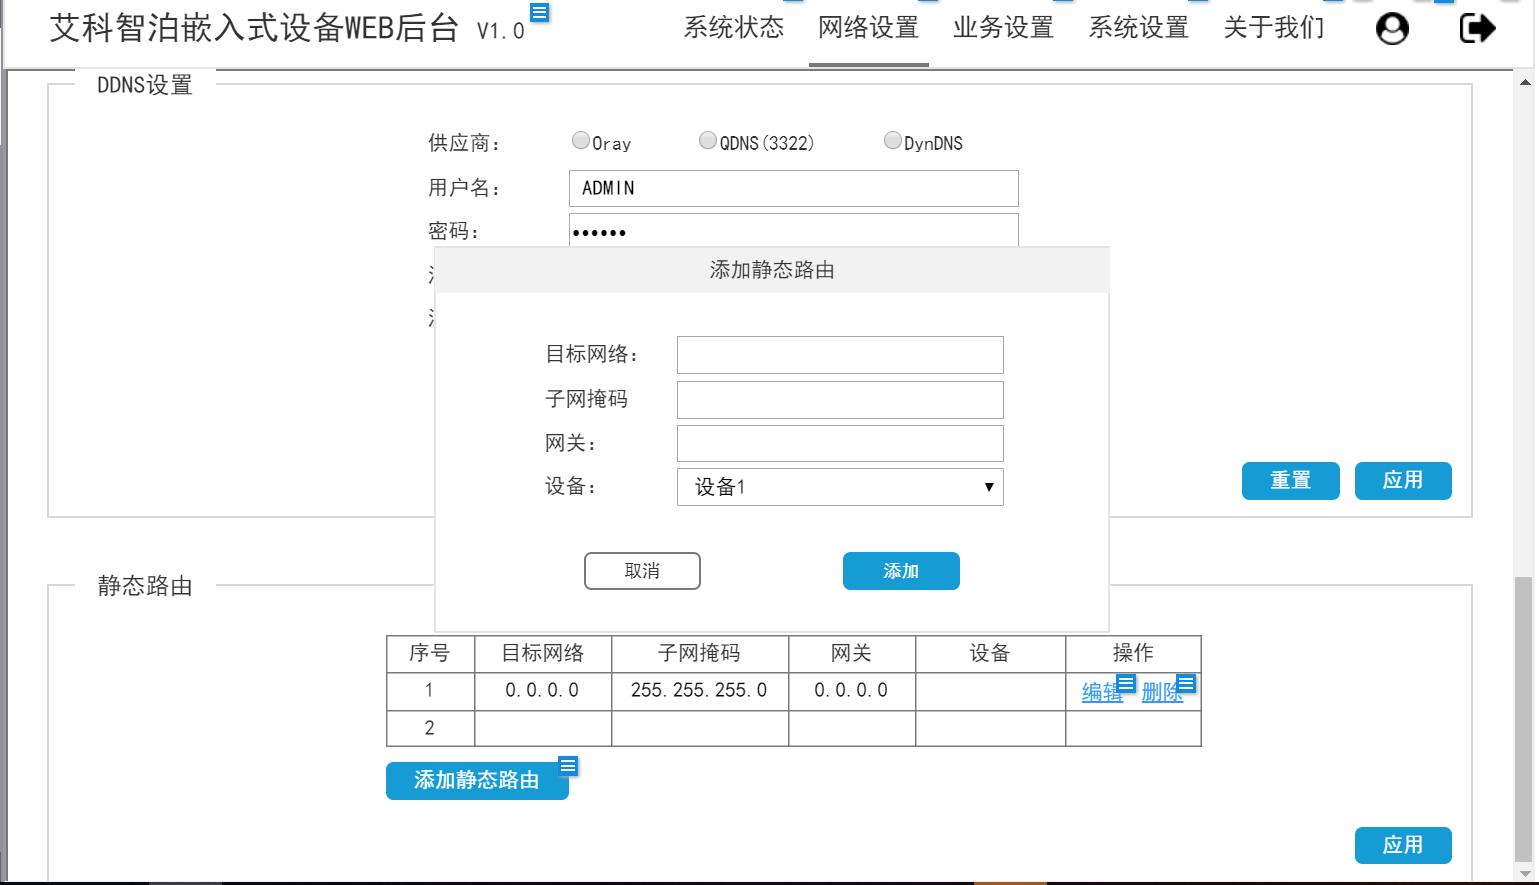 艾科智泊嵌入式设备WEB后台 V1.0 系统状态 网络设置 业务设置 系统设置 关于我们
DDNS设置
供应商： Oray QDNS(3322) DynDNS
用户名： ADMIN
密码： ••••••
添加静态路由
目标网络：
子网掩码
网关：
设备： 设备1
重置 应用
取消 添加
静态路由
序号 目标网络 子网掩码 网关 设备 操作
1 0.0.0.0 255.255.255.0 0.0.0.0 编辑 删除
2
添加静态路由
应用